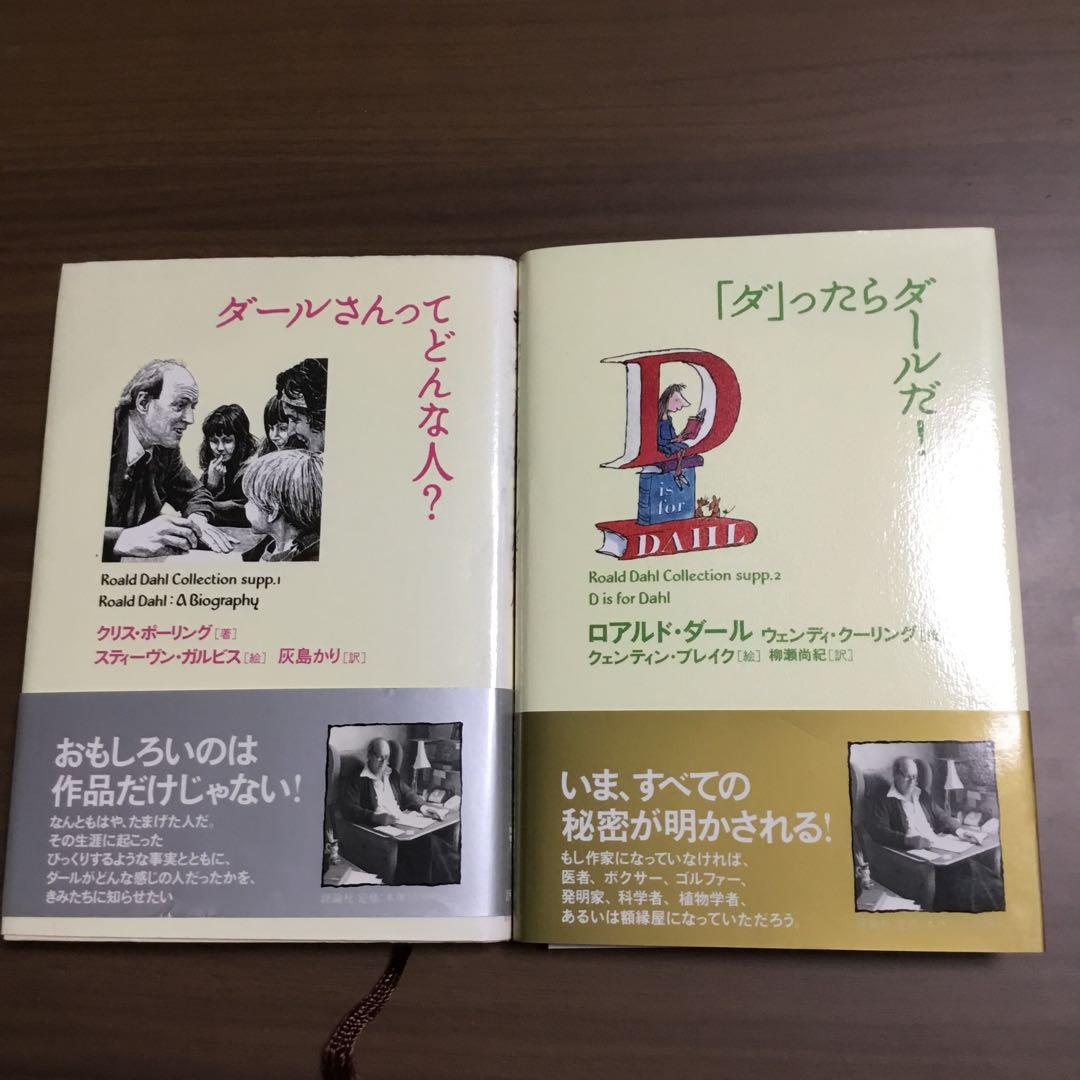 ダールさんって
どんな人?
Roald Dahl Collection supp.1
Roald Dahl : A Biography
クリス・ポーリング[著]
スティーヴン・ガルビス[絵] 灰島かり[訳]
おもしろいのは
作品だけじゃない!
なんともはや、たまげた人だ。
その生涯に起こった
びっくりするような事実とともに、
ダールがどんな感じの人だったかを、
きみたちに知らせたい
評論社
「ダ」ったらダールだ!
D
is
for
DAHL
Roald Dahl Collection supp.2
D is for Dahl
ロアルド・ダール ウェンディ・クーリング
クェンティン・ブレイク[絵] 柳瀬尚紀[訳]
いま、すべての
秘密が明かされる!
もし作家になっていなければ、
医者、ボクサー、ゴルファー、
発明家、科学者、植物学者、
あるいは額縁屋になっていただろう。